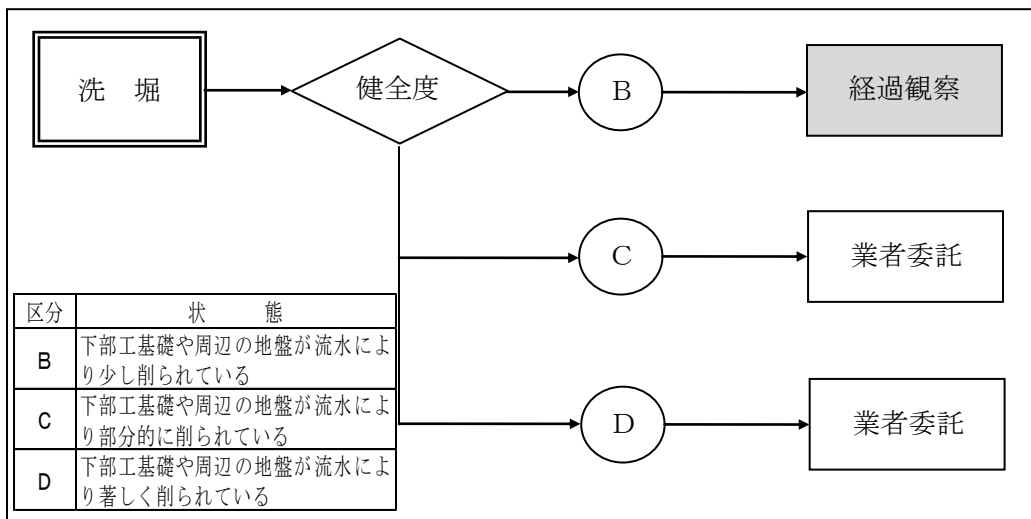 洗 堀
健全度
B
経過観察
C
業者委託
D
業者委託
区分 状 態
B 下部工基礎や周辺の地盤が流水によ
り少し削られている
C 下部工基礎や周辺の地盤が流水によ
り部分的に削られている
D 下部工基礎や周辺の地盤が流水によ
り著しく削られている